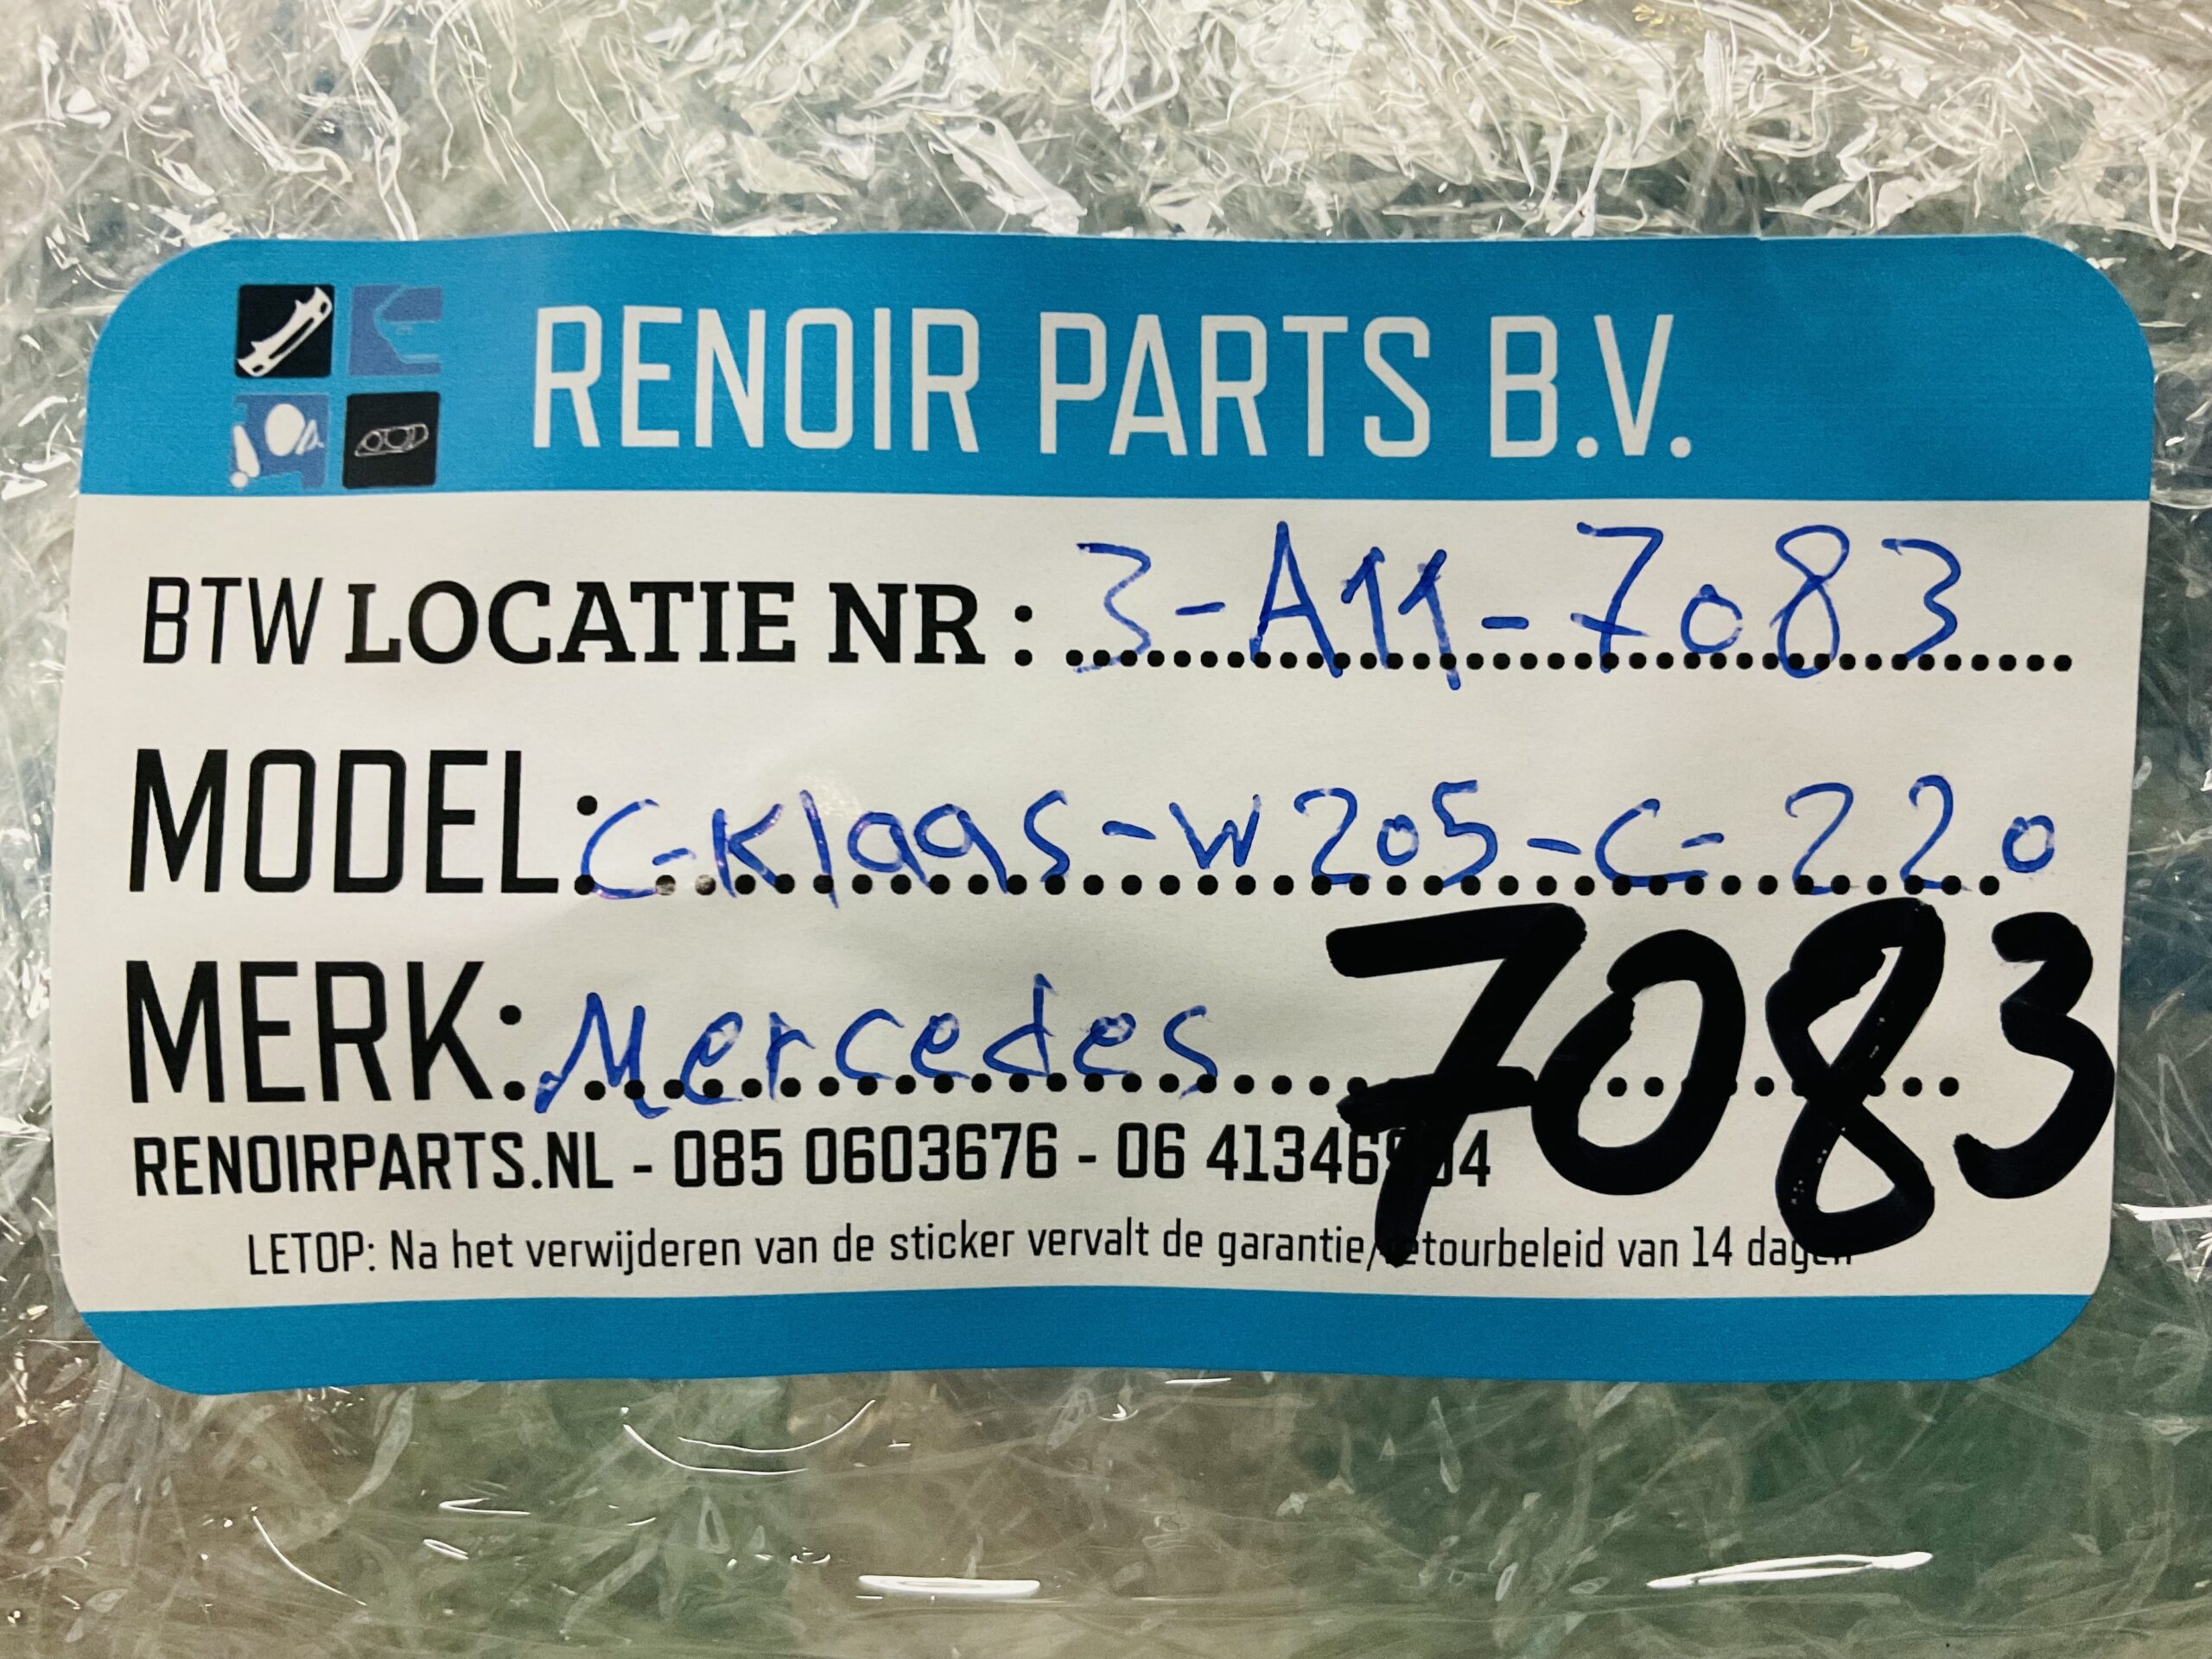 RENOIR PARTS B.V.
BTW LOCATIE NR : 3-A11-7083
MODEL: C-Klaas-W205-C-220
MERK: Mercedes
7083
RENOIRPARTS.NL - 085 0603676 - 06
LETOP: Na het verwijderen van de sticker vervalt de garantie/retourbeleid van 14 dagen